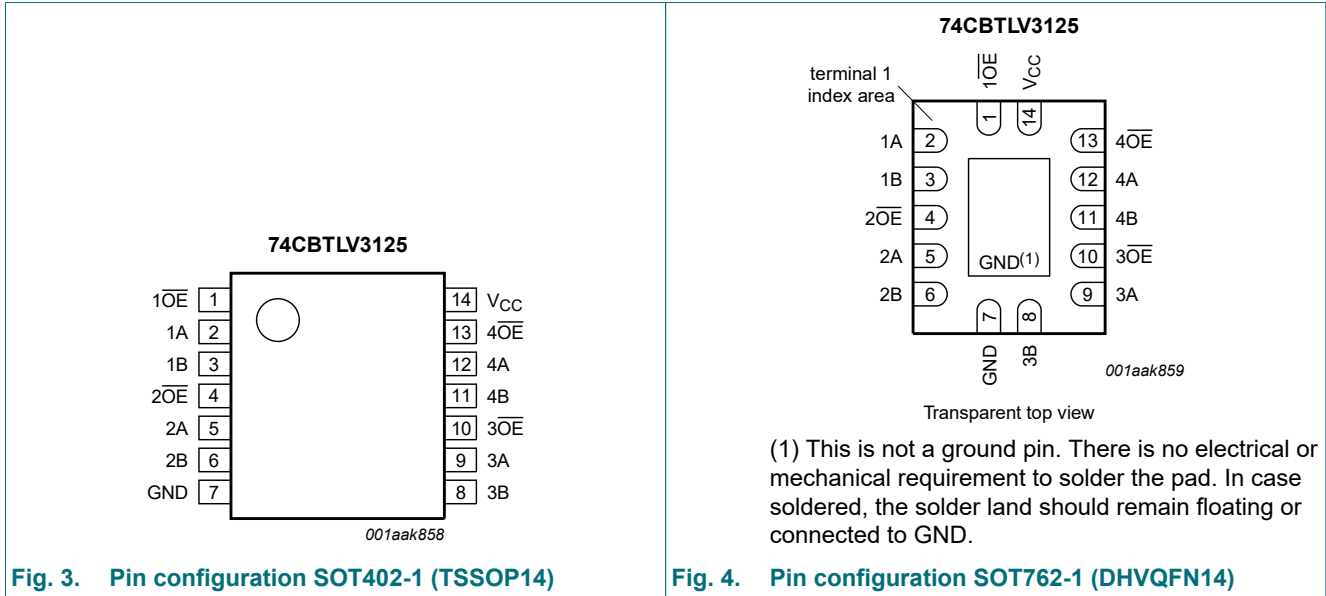 74CBTLV3125
1OE 1
1A 2
1B 3
2OE 4
2A 5
2B 6
GND 7
14 VCC
13 4OE
12 4A
11 4B
10 3OE
9 3A
8 3B
001aak858
Fig. 3. Pin configuration SOT402-1 (TSSOP14)
74CBTLV3125
terminal 1
index area
1OE
VCC
1
14
1A 2
1B 3
2OE 4
2A 5
2B 6
13 4OE
12 4A
11 4B
10 3OE
9 3A
GND(1)
7
8
GND
3B
001aak859
Transparent top view
(1) This is not a ground pin. There is no electrical or
mechanical requirement to solder the pad. In case
soldered, the solder land should remain floating or
connected to GND.
Fig. 4. Pin configuration SOT762-1 (DHVQFN14)